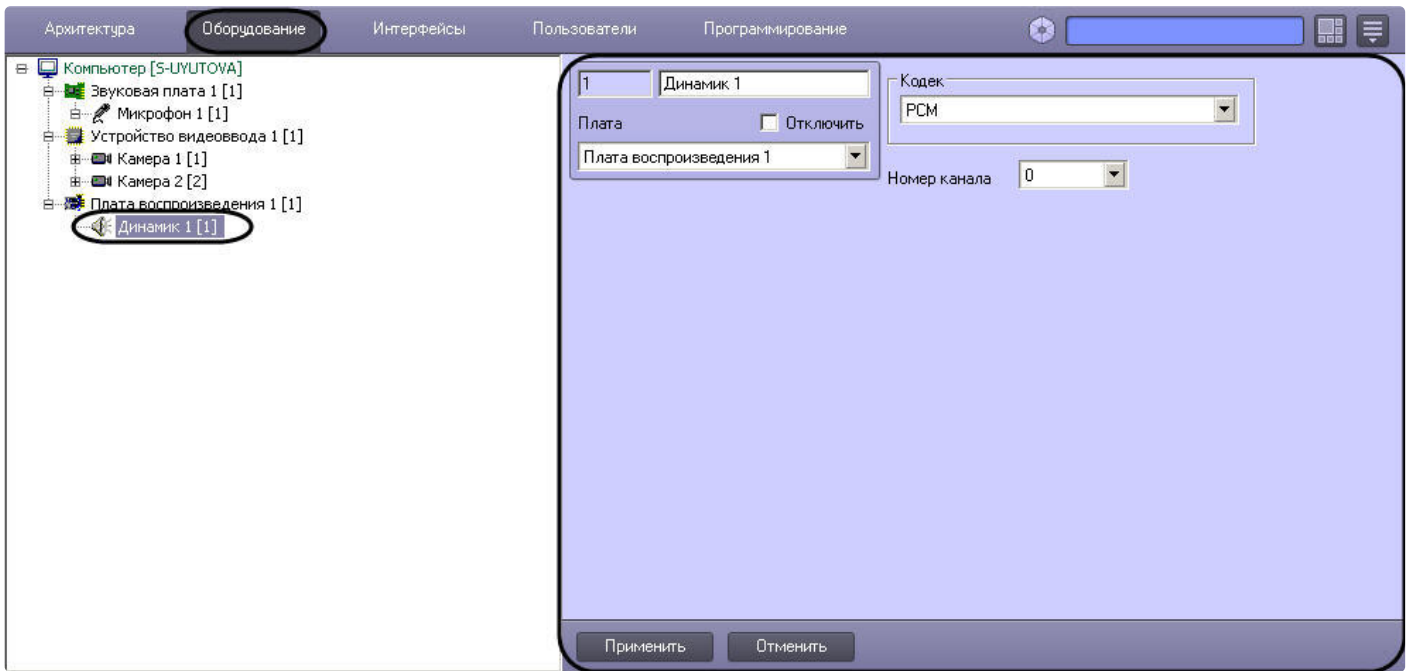 Архитектура Оборудование Интерфейсы Пользователи Программирование
Компьютер [S-UYUTOVA]
Звуковая плата 1 [1]
Микрофон 1 [1]
Устройство видеоввода 1 [1]
Камера 1 [1]
Камера 2 [2]
Плата воспроизведения 1 [1]
Динамик 1 [1]
1 Динамик 1
Плата Отключить
Плата воспроизведения 1
Кодек
PCM
Номер канала 0
Применить Отменить